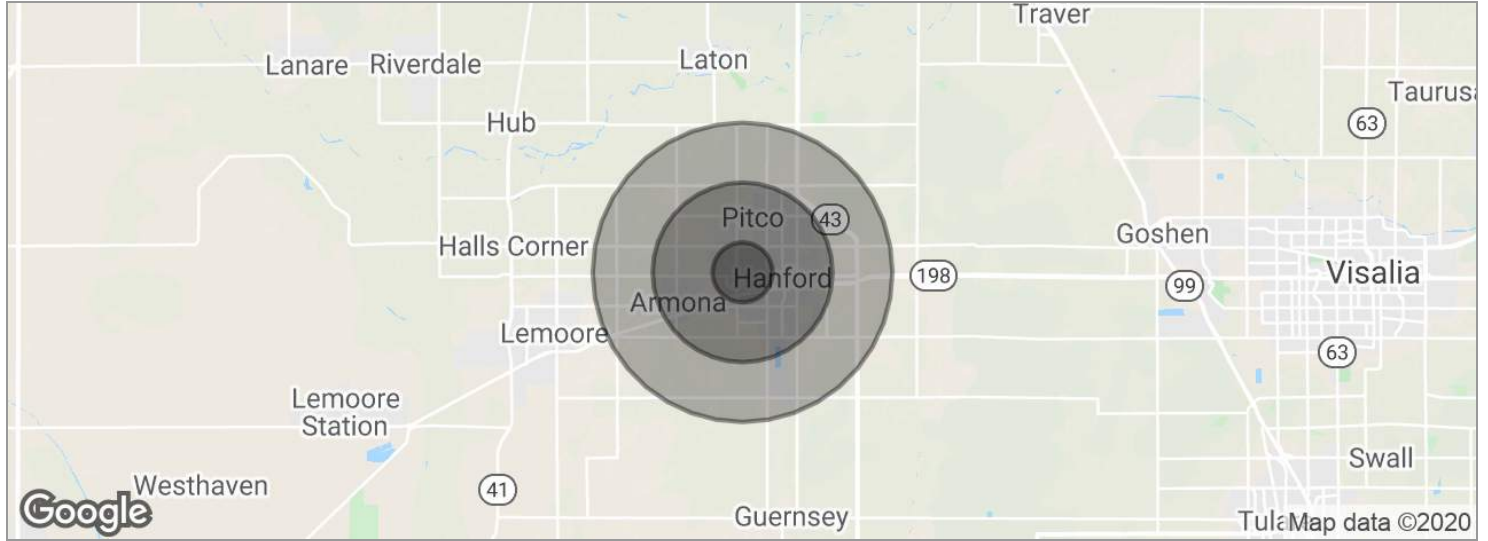 Traver
Lanare
Riverdale
Laton
Taurus
63
Hub
Pitco
43
Goshen
Halls Corner
Hanford
198
99
Visalia
Armona
Lemoore
63
Lemoore
Station
Swall
Westhaven
41
Google
Guernsey
Tula
Map data ©2020